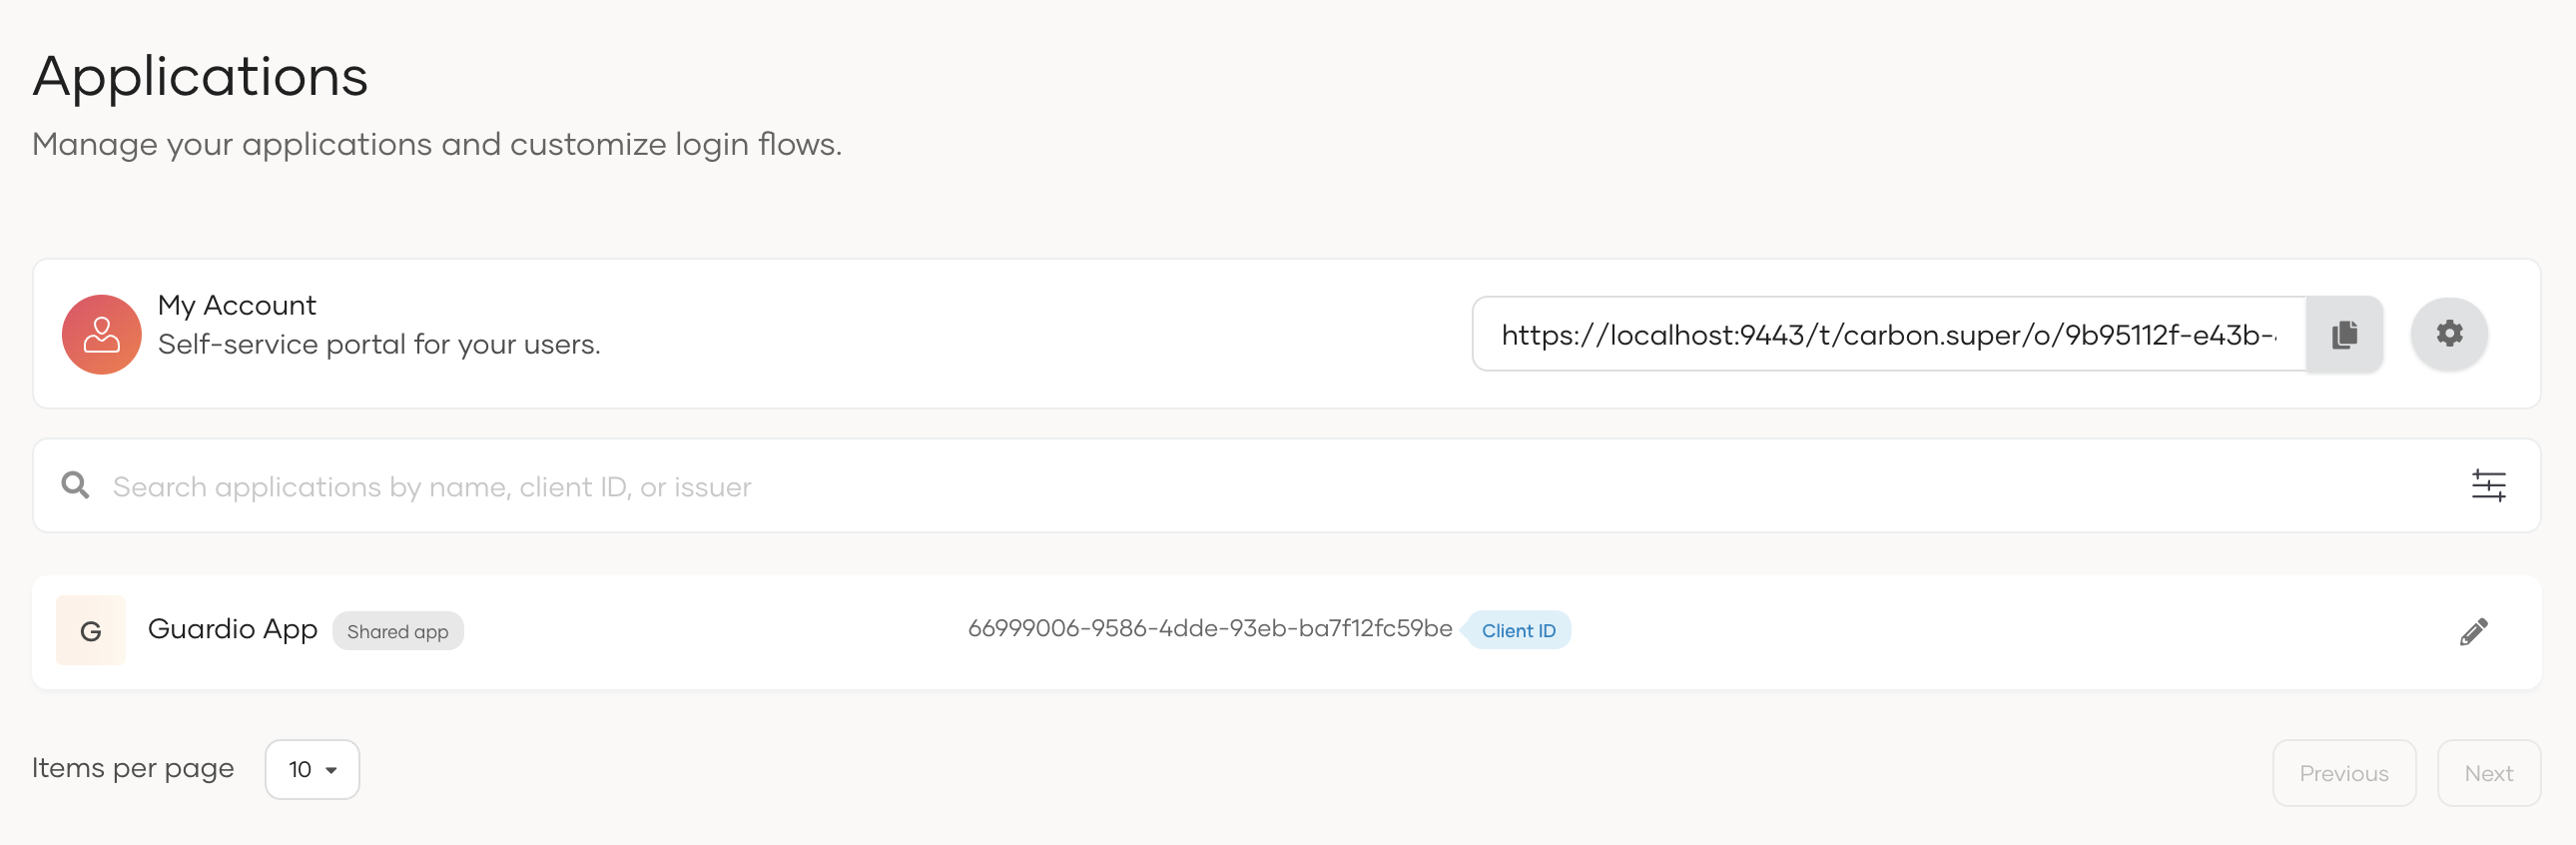 Applications
Manage your applications and customize login flows.
My Account
Self-service portal for your users.
https://localhost:9443/t/carbon.super/o/9b95112f-e43b-
Search applications by name, client ID, or issuer
G
Guardio App
Shared app
66999006-9586-4dde-93eb-ba7f12fc59be
Client ID
Items per page
10
Previous
Next